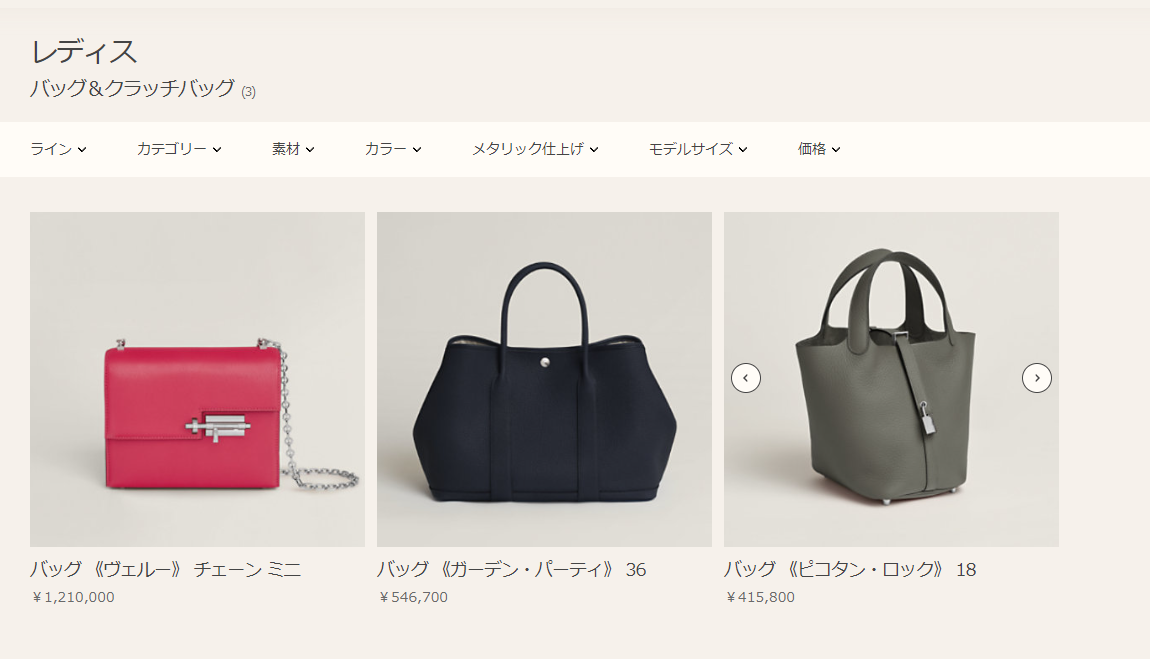 レディス
バッグ＆クラッチバッグ (3)
ライン カテゴリー 素材 カラー メタリック仕上げ モデルサイズ 価格
バッグ 《ヴェルー》 チェーン ミニ
￥1,210,000
バッグ 《ガーデン・パーティ》 36
￥546,700
バッグ 《ピコタン・ロック》 18
￥415,800